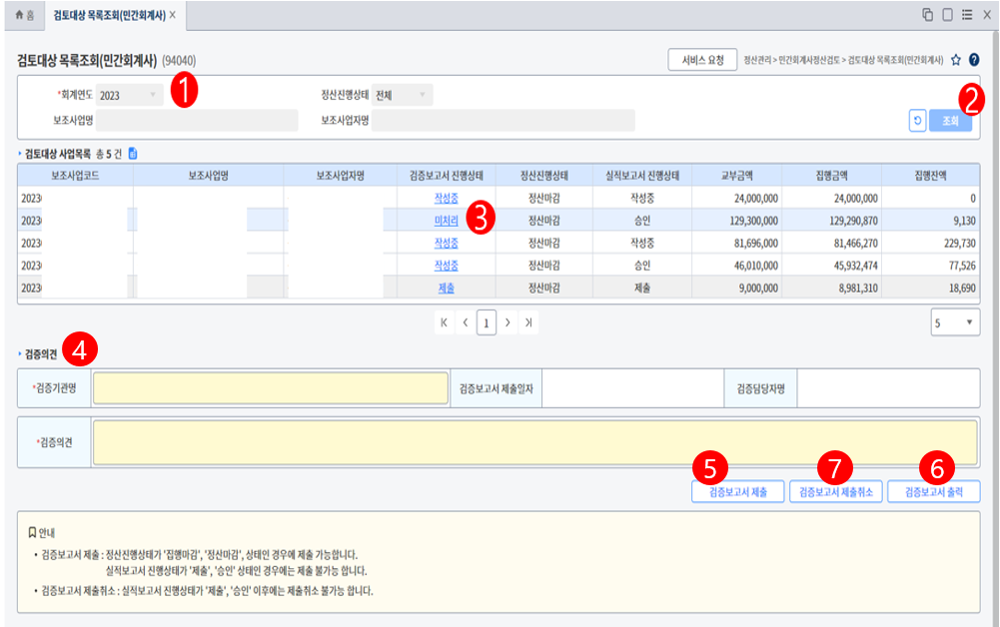 홈 검토대상 목록조회(민간회계사) X
검토대상 목록조회(민간회계사) (94040) 서비스 요청 정산관리 > 민간회계사정산검토 > 검토대상 목록조회(민간회계사)
*회계연도 2023 1 정산진행상태 전체 2
보조사업명 보조사업자명 조회
검토대상 사업목록 총 5 건
보조사업코드 보조사업명 보조사업자명 검증보고서 진행상태 정산진행상태 실적보고서 진행상태 교부금액 집행금액 집행잔액
2023 작성중 정산마감 작성중 24,000,000 24,000,000 0
2023 미처리 3 정산마감 승인 129,300,000 129,290,870 9,130
2023 작성중 정산마감 작성중 81,696,000 81,466,270 229,730
2023 작성중 정산마감 승인 46,010,000 45,932,474 77,526
2023 제출 정산마감 제출 9,000,000 8,981,310 18,690
1 5
검증의견 4
*검증기관명 검증보고서 제출일자 검증담당자명
*검증의견
5 7 6
검증보고서 제출 검증보고서 제출취소 검증보고서 출력
안내
• 검증보고서 제출 : 정산진행상태가 '집행마감', '정산마감', 상태인 경우에 제출 가능합니다.
실적보고서 진행상태가 '제출', '승인' 상태인 경우에는 제출 불가능 합니다.
• 검증보고서 제출취소 : 실적보고서 진행상태가 '제출', '승인' 이후에는 제출취소 불가능 합니다.